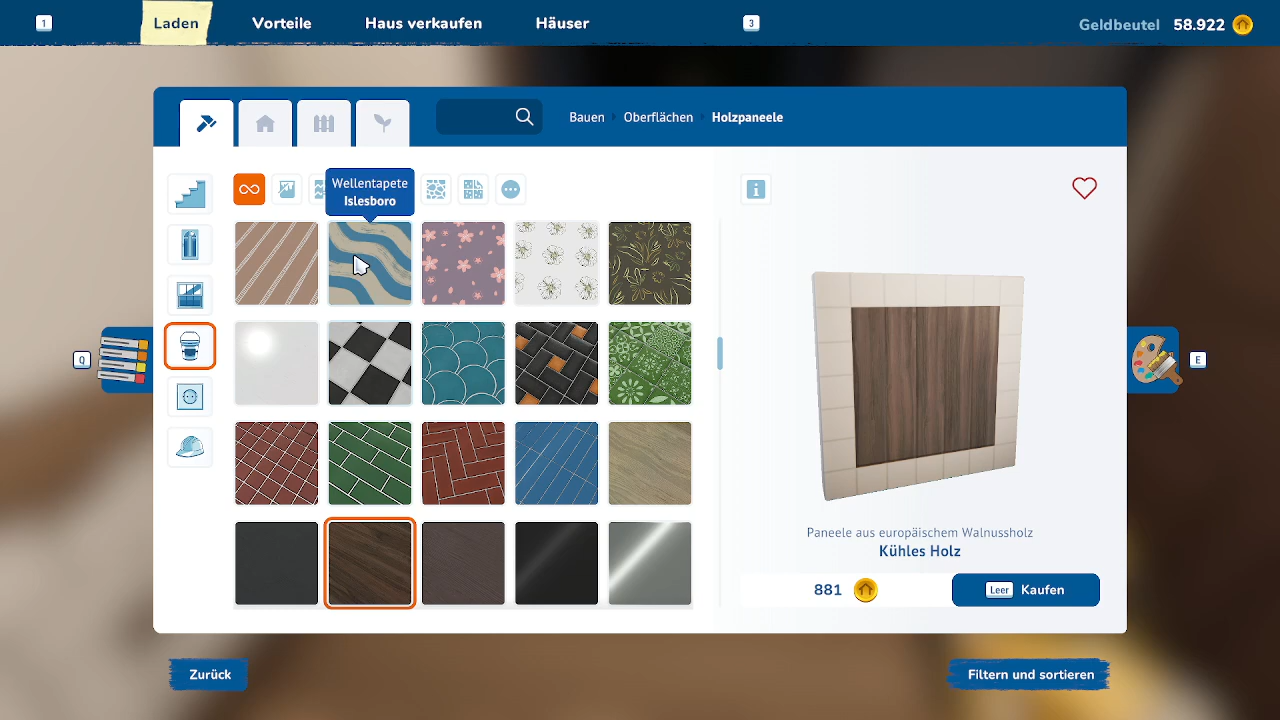 1
Laden
Vorteile
Haus verkaufen
Häuser
3
Geldbeutel 58.922
Bauen Oberflächen Holzpaneele
Wellentapete
Islesboro
i
Q
E
Paneele aus europäischem Walnussholz
Kühles Holz
881
Leer Kaufen
Zurück
Filtern und sortieren